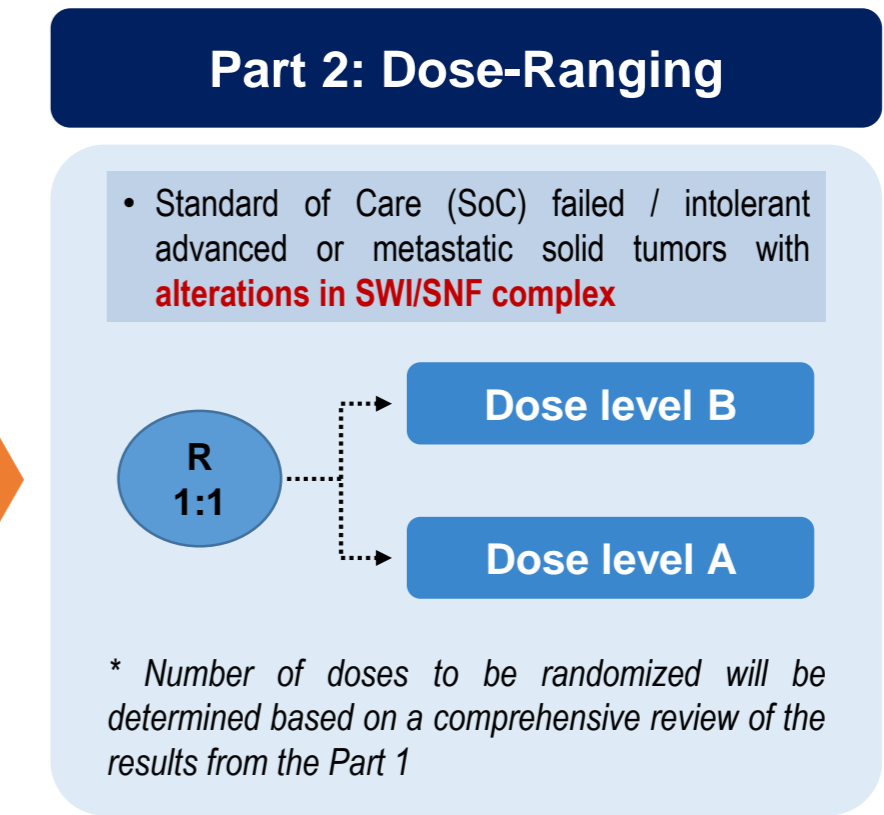 Part 2: Dose-Ranging
• Standard of Care (SoC) failed / intolerant
advanced or metastatic solid tumors with
alterations in SWI/SNF complex
Dose level B
R
1:1
Dose level A
* Number of doses to be randomized will be
determined based on a comprehensive review of the
results from the Part 1